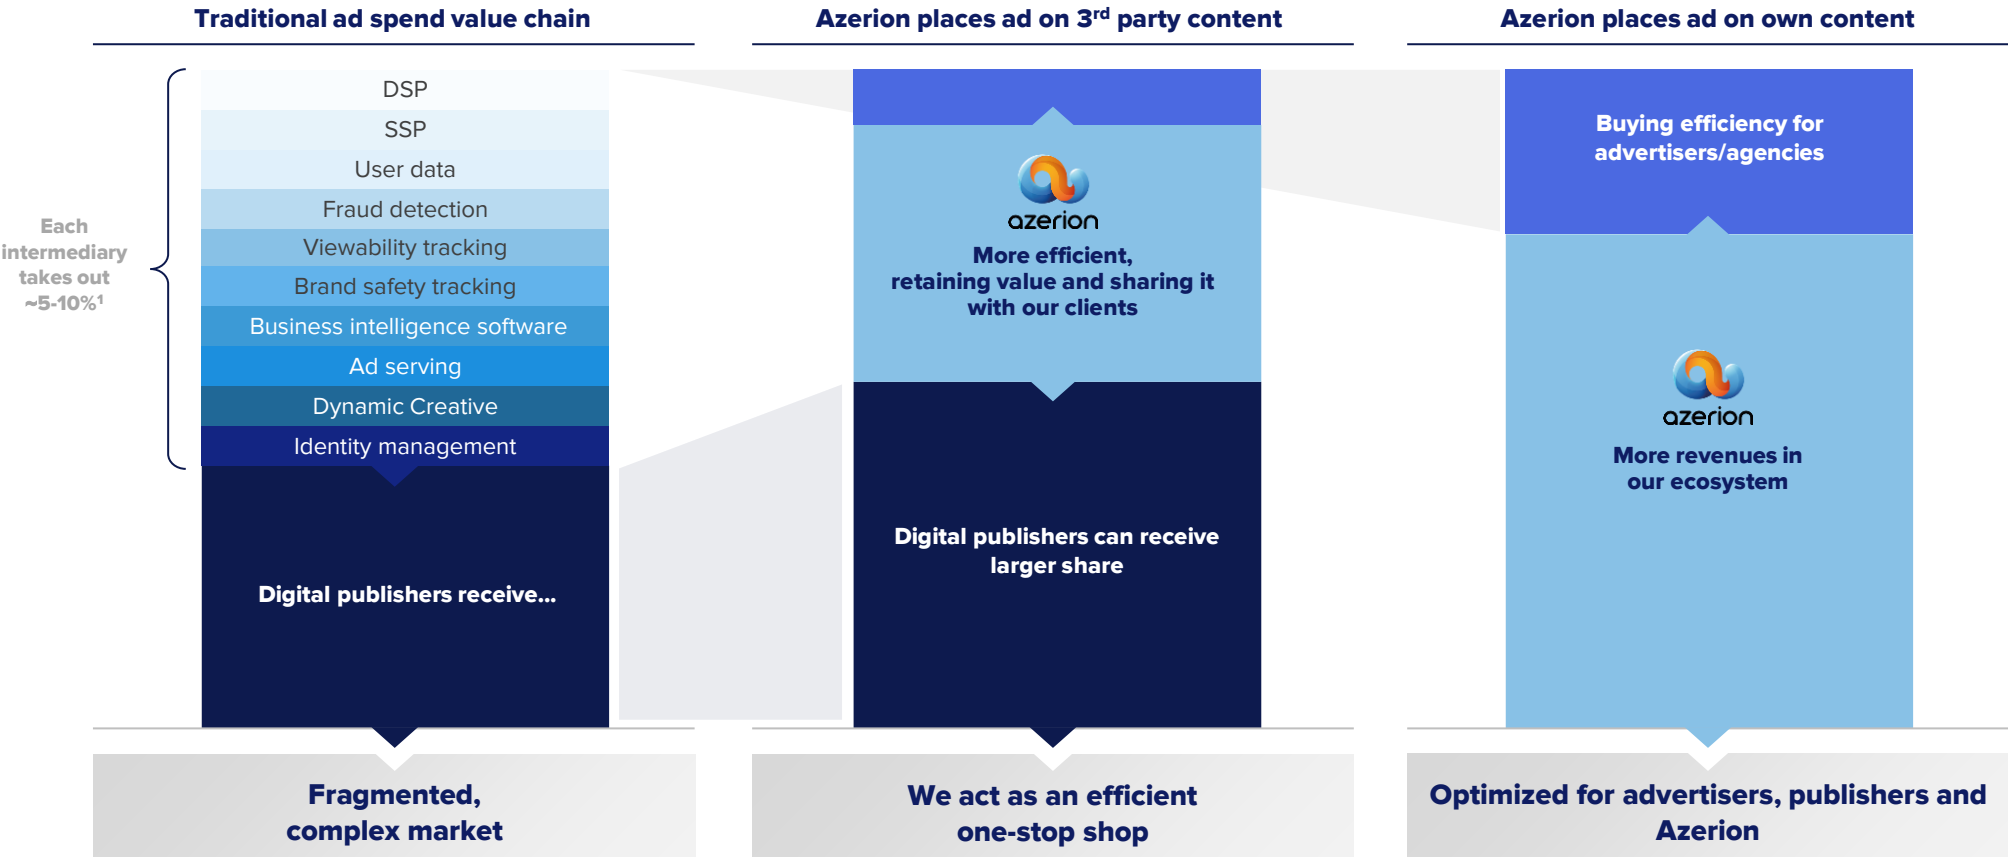 Traditional ad spend value chain
Each
intermediary
takes out
~5-10%¹
DSP
SSP
User data
Fraud detection
Viewability tracking
Brand safety tracking
Business intelligence software
Ad serving
Dynamic Creative
Identity management
Digital publishers receive...
Fragmented,
complex market
Azerion places ad on 3rd party content
azerion
More efficient,
retaining value and sharing it
with our clients
Digital publishers can receive
larger share
We act as an efficient
one-stop shop
Azerion places ad on own content
Buying efficiency for
advertisers/agencies
azerion
More revenues in
our ecosystem
Optimized for advertisers, publishers and
Azerion